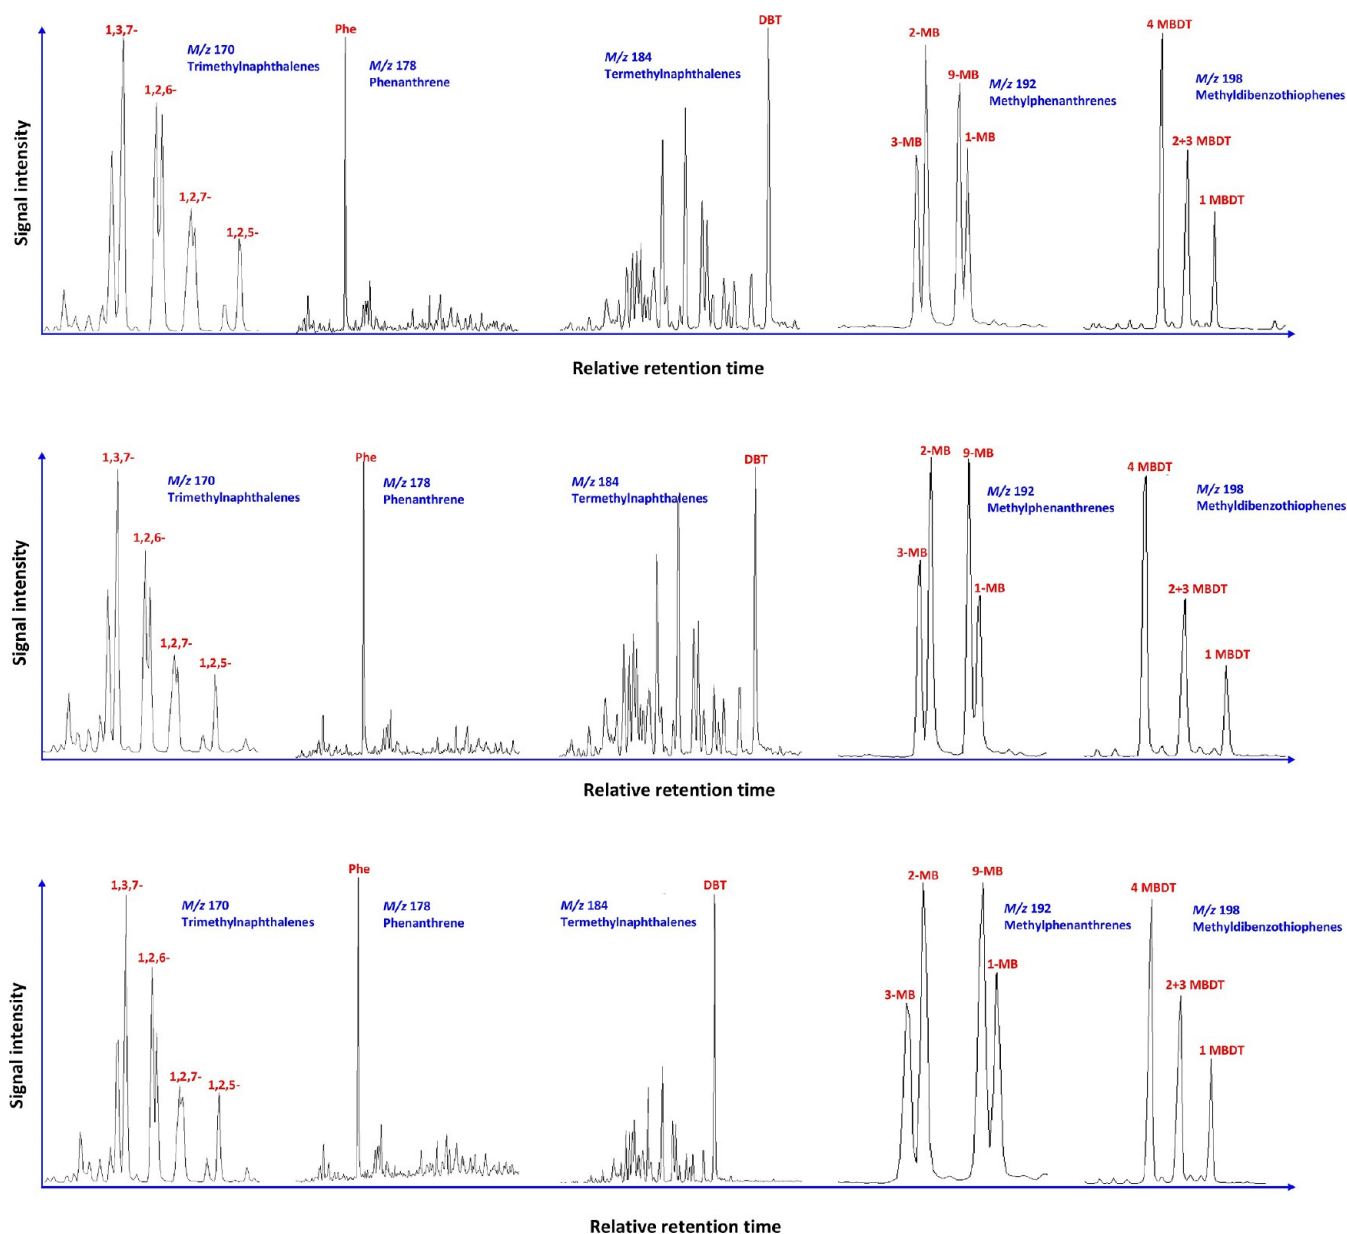 1,3,7-
Phe
DBT
2-MB
4 MBDT
M/z 170
Trimethylnaphthalenes
M/z 178
Phenanthrene
M/z 184
Termethylnaphthalenes
9-MB
M/z 192
Methylphenanthrenes
M/z 198
Methyldibenzothiophenes
1,2,6-
3-MB
1-MB
2+3 MBDT
1,2,7-
1 MBDT
1,2,5-
Signal intensity
Relative retention time
1,3,7-
Phe
DBT
2-MB
9-MB
4 MBDT
M/z 170
Trimethylnaphthalenes
M/z 178
Phenanthrene
M/z 184
Termethylnaphthalenes
M/z 192
Methylphenanthrenes
M/z 198
Methyldibenzothiophenes
1,2,6-
3-MB
1-MB
2+3 MBDT
1,2,7-
1,2,5-
1 MBDT
Signal intensity
Relative retention time
1,3,7-
Phe
DBT
2-MB
9-MB
4 MBDT
M/z 170
Trimethylnaphthalenes
M/z 178
Phenanthrene
M/z 184
Termethylnaphthalenes
M/z 192
Methylphenanthrenes
M/z 198
Methyldibenzothiophenes
1,2,6-
1-MB
3-MB
2+3 MBDT
1,2,7-
1,2,5-
1 MBDT
Signal intensity
Relative retention time